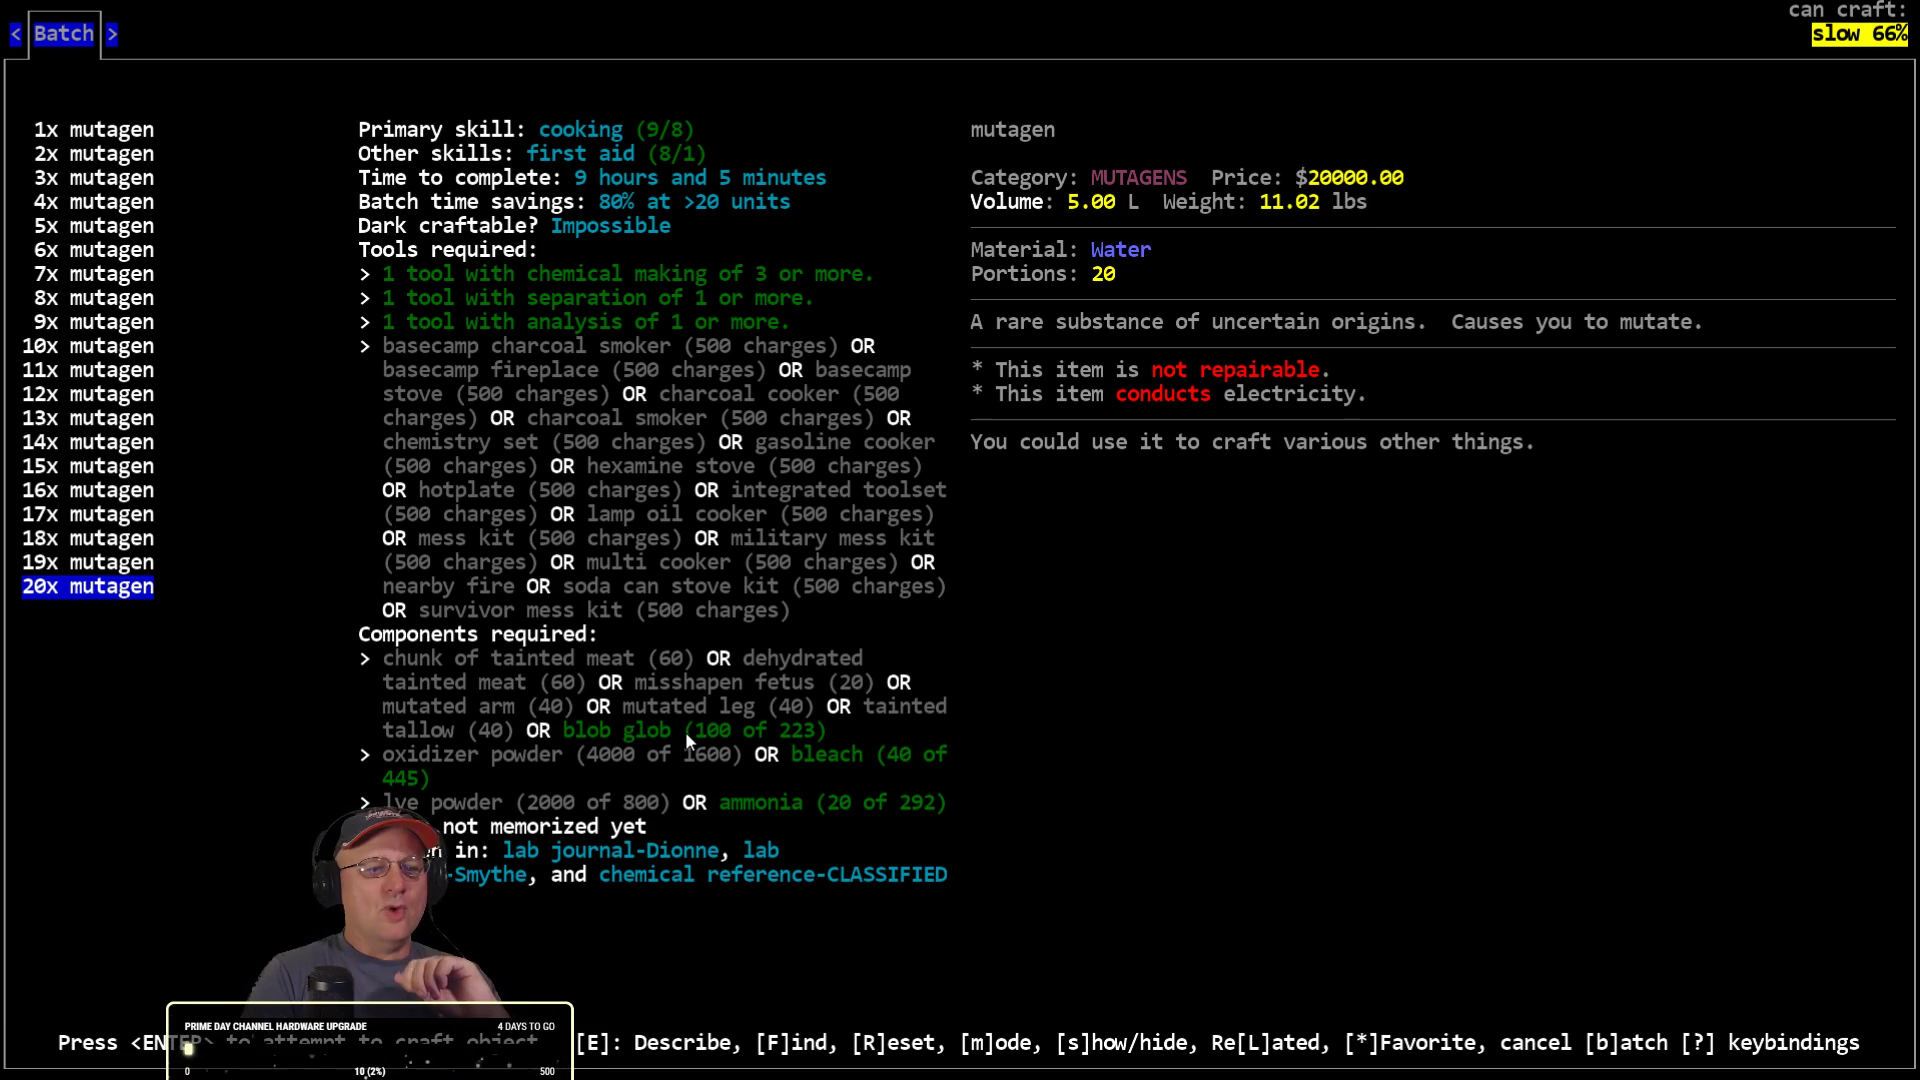 can craft:
< Batch >
slow 66%
1x mutagen
2x mutagen
3x mutagen
4x mutagen
5x mutagen
6x mutagen
7x mutagen
8x mutagen
9x mutagen
10x mutagen
11x mutagen
12x mutagen
13x mutagen
14x mutagen
15x mutagen
16x mutagen
17x mutagen
18x mutagen
19x mutagen
20x mutagen
Primary skill: cooking (9/8)
Other skills: first aid (8/1)
Time to complete: 9 hours and 5 minutes
Batch time savings: 80% at >20 units
Dark craftable? Impossible
Tools required:
> 1 tool with chemical making of 3 or more.
> 1 tool with separation of 1 or more.
> 1 tool with analysis of 1 or more.
> basecamp charcoal smoker (500 charges) OR
basecamp fireplace (500 charges) OR basecamp
stove (500 charges) OR charcoal cooker (500
charges) OR charcoal smoker (500 charges) OR
chemistry set (500 charges) OR gasoline cooker
(500 charges) OR hexamine stove (500 charges)
OR hotplate (500 charges) OR integrated toolset
(500 charges) OR lamp oil cooker (500 charges)
OR mess kit (500 charges) OR military mess kit
(500 charges) OR multi cooker (500 charges) OR
nearby fire OR soda can stove kit (500 charges)
OR survivor mess kit (500 charges)
Components required:
> chunk of tainted meat (60) OR dehydrated
tainted meat (60) OR misshapen fetus (20) OR
mutated arm (40) OR mutated leg (40) OR tainted
tallow (40) OR blob glob (100 of 223)
> oxidizer powder (4000 of 1600) OR bleach (40 of
445)
> lye powder (2000 of 800) OR ammonia (20 of 292)
not memorized yet
in: lab journal-Dionne, lab
-Smythe, and chemical reference-CLASSIFIED
mutagen
Category: MUTAGENS Price: $20000.00
Volume: 5.00 L Weight: 11.02 lbs
Material: Water
Portions: 20
A rare substance of uncertain origins. Causes you to mutate.
* This item is not repairable.
* This item conducts electricity.
You could use it to craft various other things.
PRIME DAY CHANNEL HARDWARE UPGRADE 4 DAYS TO GO
Press <ENTER> to attempt to craft object [E]: Describe, [F]ind, [R]eset, [m]ode, [s]how/hide, Re[L]ated, [*]Favorite, cancel [b]atch [?] keybindings
0 10 (2%) 500